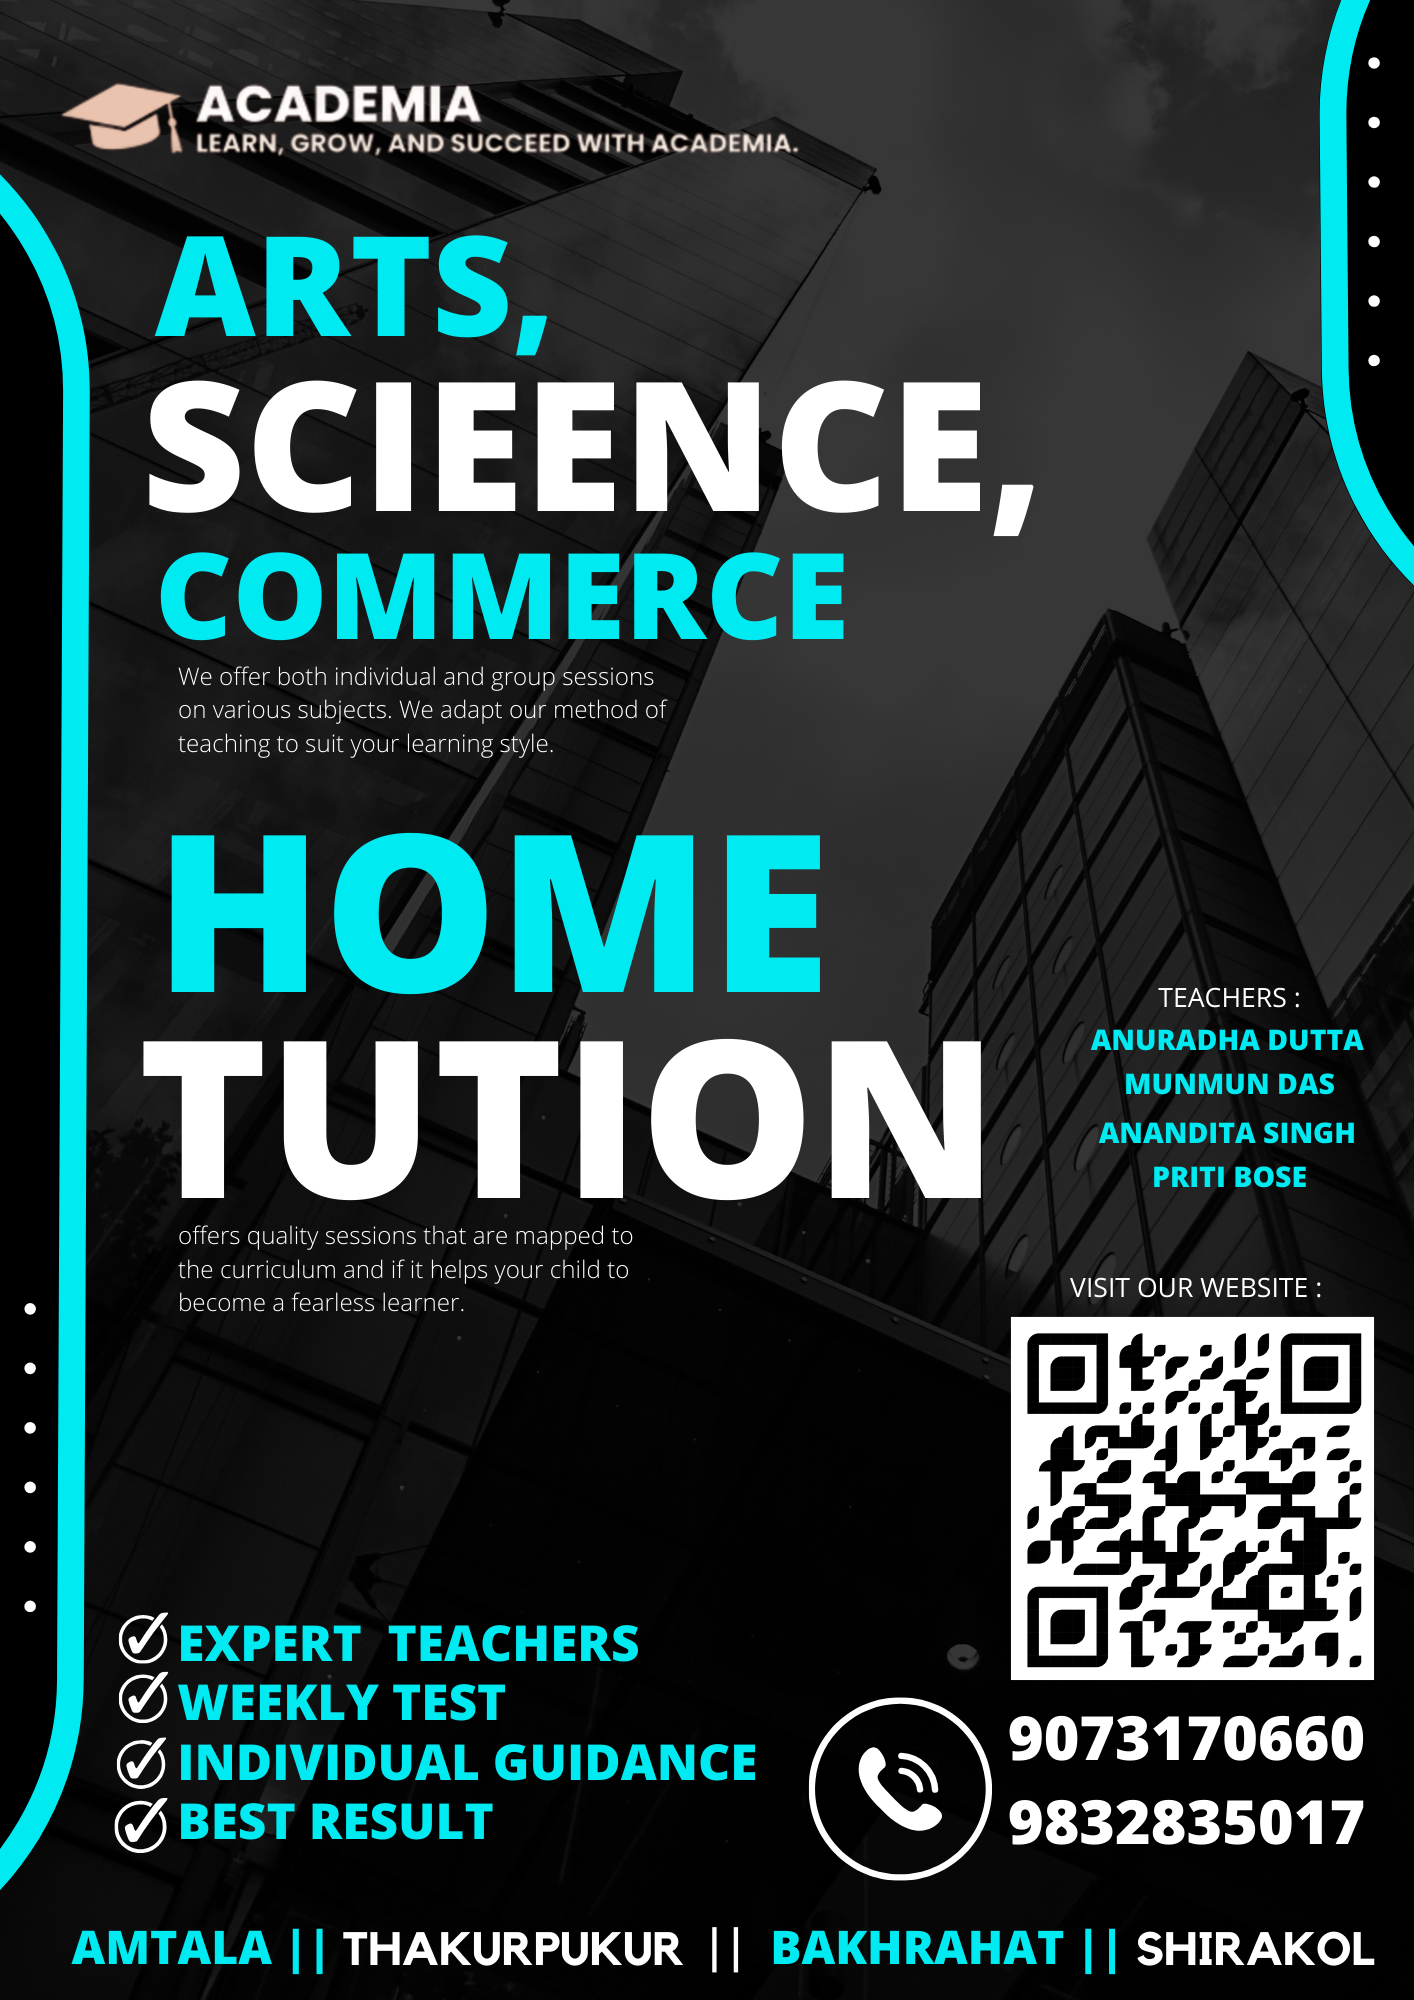 ACADEMIA
LEARN, GROW, AND SUCCEED WITH ACADEMIA.
ARTS,
SCIEENCE,
COMMERCE
We offer both individual and group sessions
on various subjects. We adapt our method of
teaching to suit your learning style.
HOME
TUTION
offers quality sessions that are mapped to
the curriculum and if it helps your child to
become a fearless learner.
TEACHERS :
ANURADHA DUTTA
MUNMUN DAS
ANANDITA SINGH
PRITI BOSE
VISIT OUR WEBSITE :
EXPERT TEACHERS
WEEKLY TEST
INDIVIDUAL GUIDANCE
BEST RESULT
9073170660
9832835017
AMTALA || THAKURPUKUR || BAKHRAHAT || SHIRAKOL